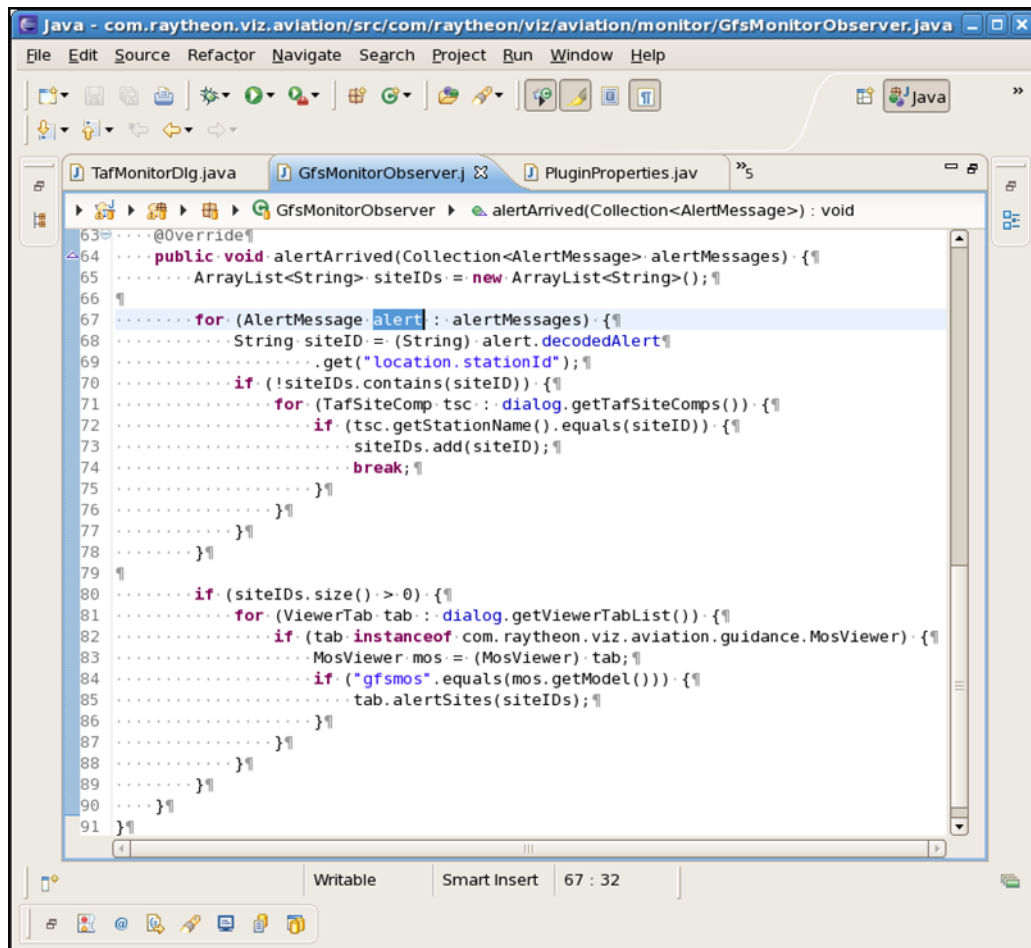 Java - com.raytheon.viz.aviation/src/com/raytheon/viz/aviation/monitor/GfsMonitorObserver.java
File Edit Source Refactor Navigate Search Project Run Window Help
Java »
TafMonitorDlg.java GfsMonitorObserver.j PluginProperties.jav »5
GfsMonitorObserver alertArrived(Collection<AlertMessage>) : void
63 @Override¶
64 public void alertArrived(Collection<AlertMessage> alertMessages) {¶
65 ArrayList<String> siteIDs = new ArrayList<String>();¶
66 ¶
67 for (AlertMessage alert : alertMessages) {¶
68 String siteID = (String) alert.decodedAlert¶
69 .get("location.stationId");¶
70 if (!siteIDs.contains(siteID)) {¶
71 for (TafSiteComp tsc : dialog.getTafSiteComps()) {¶
72 if (tsc.getStationName().equals(siteID)) {¶
73 siteIDs.add(siteID);¶
74 break;¶
75 }¶
76 }¶
77 }¶
78 }¶
79 ¶
80 if (siteIDs.size() > 0) {¶
81 for (ViewerTab tab : dialog.getViewerTabList()) {¶
82 if (tab instanceof com.raytheon.viz.aviation.guidance.MosViewer) {¶
83 MosViewer mos = (MosViewer) tab;¶
84 if ("gfsmos".equals(mos.getModel())) {¶
85 tab.alertSites(siteIDs);¶
86 }¶
87 }¶
88 }¶
89 }¶
90 }¶
91 }¶
Writable Smart Insert 67 : 32